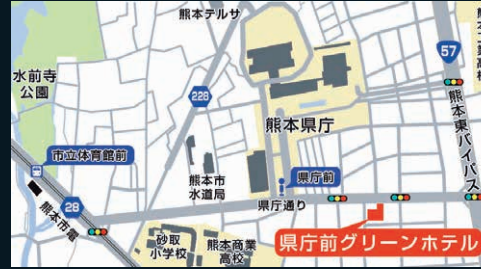 熊本テルサ
57
水前寺
公園
228
熊本県庁
熊本東バイパス
市立体育館前
熊本市
水道局
県庁前
28
県庁通り
熊本市電
砂取
小学校
熊本商業
高校
県庁前グリーンホテル